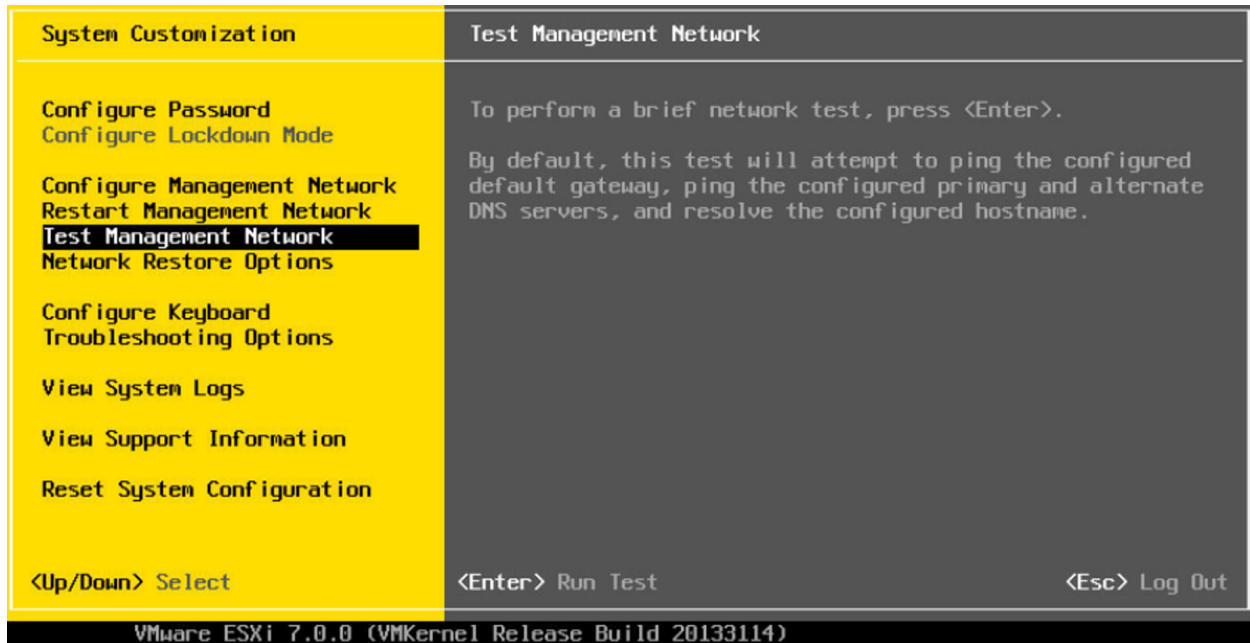 System Customization
Configure Password
Configure Lockdown Mode
Configure Management Network
Restart Management Network
Test Management Network
Network Restore Options
Configure Keyboard
Troubleshooting Options
View System Logs
View Support Information
Reset System Configuration
<Up/Down> Select
Test Management Network
To perform a brief network test, press <Enter>.
By default, this test will attempt to ping the configured
default gateway, ping the configured primary and alternate
DNS servers, and resolve the configured hostname.
<Enter> Run Test
<Esc> Log Out
VMware ESXi 7.0.0 (VMKernel Release Build 20133114)